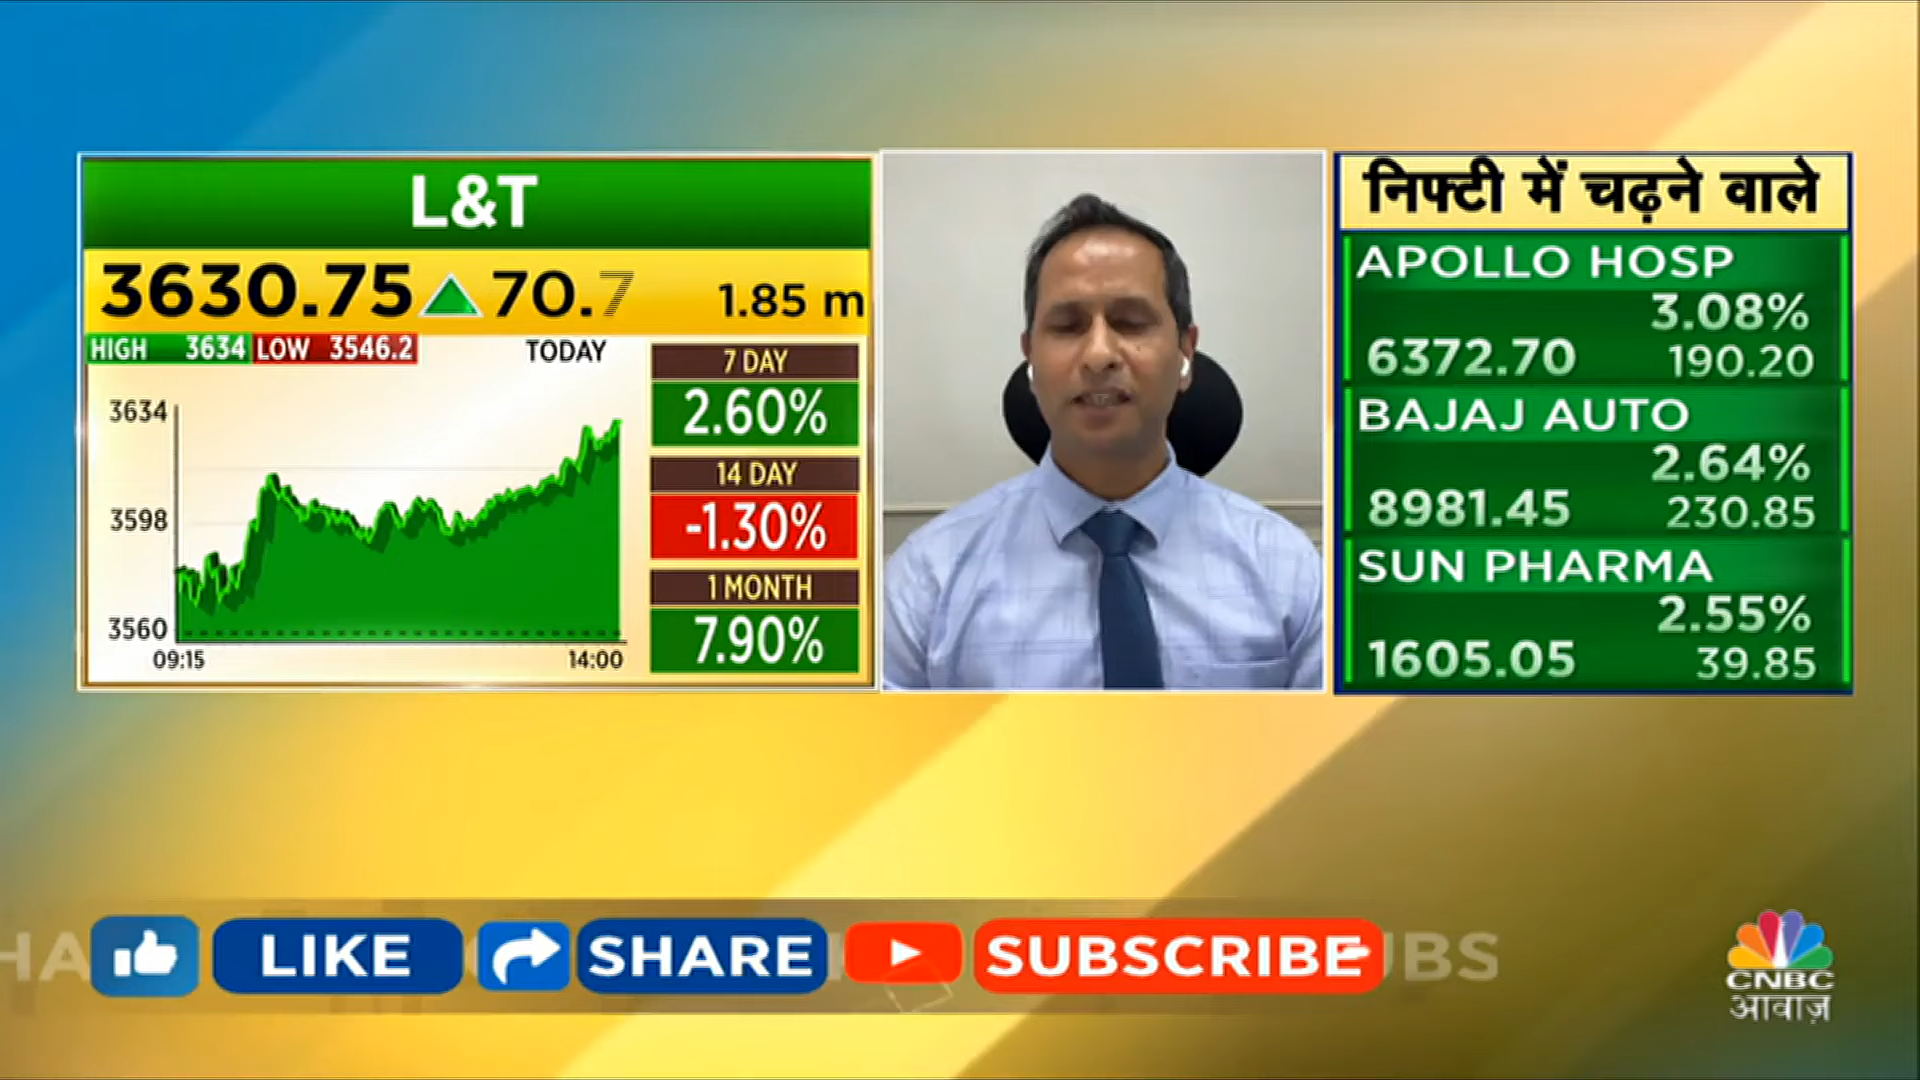 L&T
3630.75 70.7 1.85 m
HIGH 3634 LOW 3546.2 TODAY
3634
3598
3560
09:15 14:00
7 DAY
2.60%
14 DAY
-1.30%
1 MONTH
7.90%
निफ्टी में चढ़ने वाले
APOLLO HOSP
3.08%
6372.70 190.20
BAJAJ AUTO
2.64%
8981.45 230.85
SUN PHARMA
2.55%
1605.05 39.85
LIKE SHARE SUBSCRIBE
CNBC
आवाज़